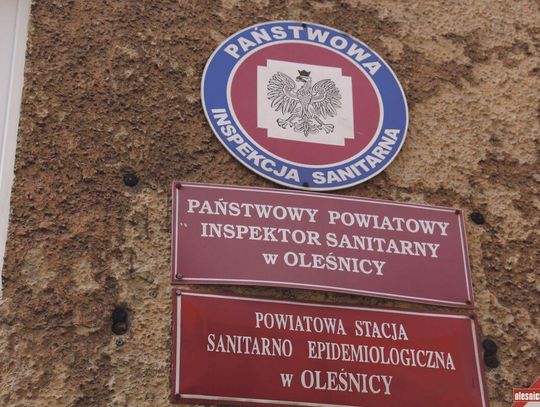 PAŃSTWOWA
INSPEKCJA SANITARNA
PAŃSTWOWY POWIATOWY
INSPEKTOR SANITARNY
w OLEŚNICY
POWIATOWA STACJA
SANITARNO EPIDEMIOLOGICZNA
w OLEŚNICY